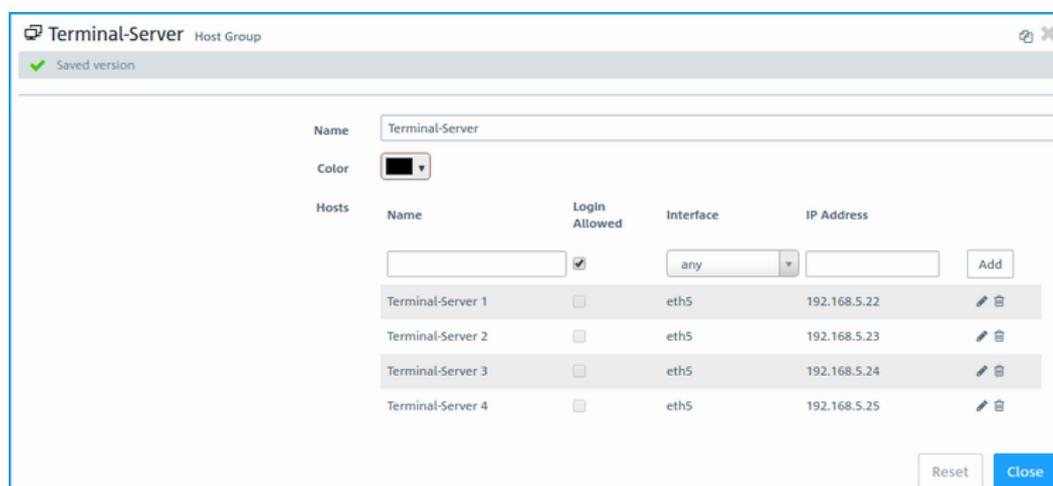 Terminal-Server Host Group
Saved version
Name Terminal-Server
Color
Hosts Name Login Allowed Interface IP Address
any Add
Terminal-Server 1 eth5 192.168.5.22
Terminal-Server 2 eth5 192.168.5.23
Terminal-Server 3 eth5 192.168.5.24
Terminal-Server 4 eth5 192.168.5.25
Reset Close